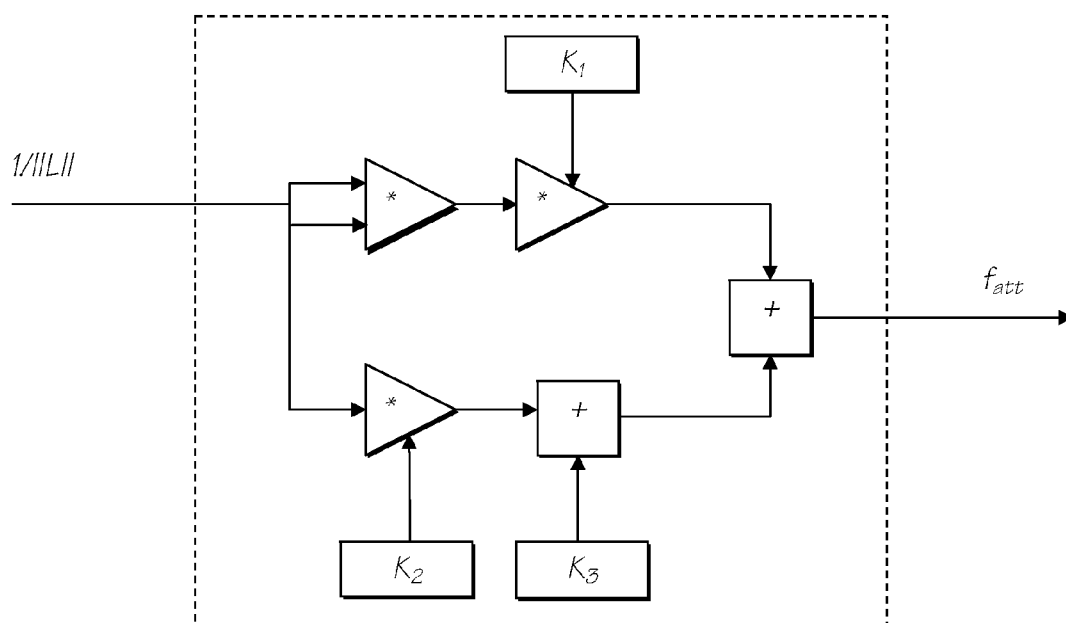 K₁
1/||L||
*
*
f_att
+
*
+
K₂
K₃